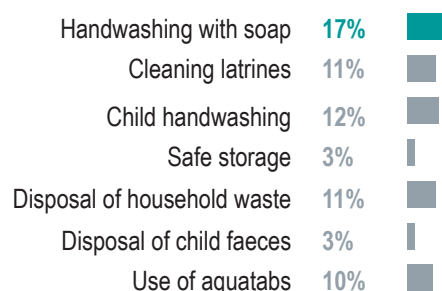 Handwashing with soap 17%
Cleaning latrines 11%
Child handwashing 12%
Safe storage 3%
Disposal of household waste 11%
Disposal of child faeces 3%
Use of aquatabs 10%